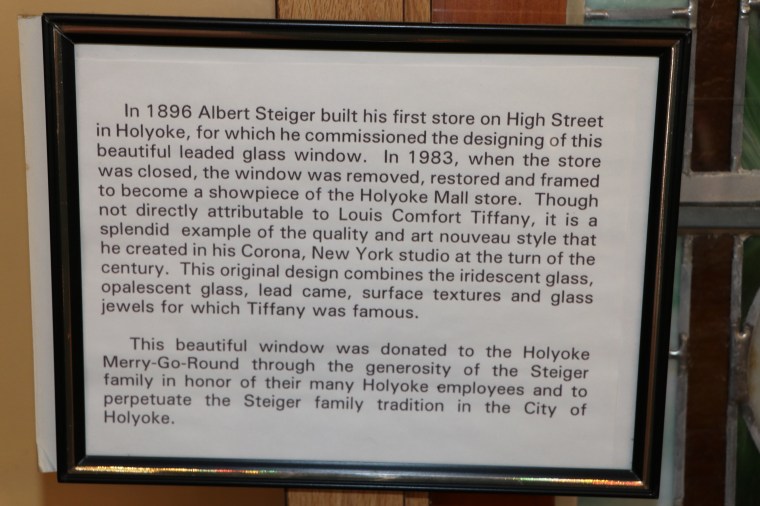 In 1896 Albert Steiger built his first store on High Street
in Holyoke, for which he commissioned the designing of this
beautiful leaded glass window. In 1983, when the store
was closed, the window was removed, restored and framed
to become a showpiece of the Holyoke Mall store. Though
not directly attributable to Louis Comfort Tiffany, it is a
splendid example of the quality and art nouveau style that
he created in his Corona, New York studio at the turn of the
century. This original design combines the iridescent glass,
opalescent glass, lead came, surface textures and glass
jewels for which Tiffany was famous.
This beautiful window was donated to the Holyoke
Merry-Go-Round through the generosity of the Steiger
family in honor of their many Holyoke employees and to
perpetuate the Steiger family tradition in the City of
Holyoke.